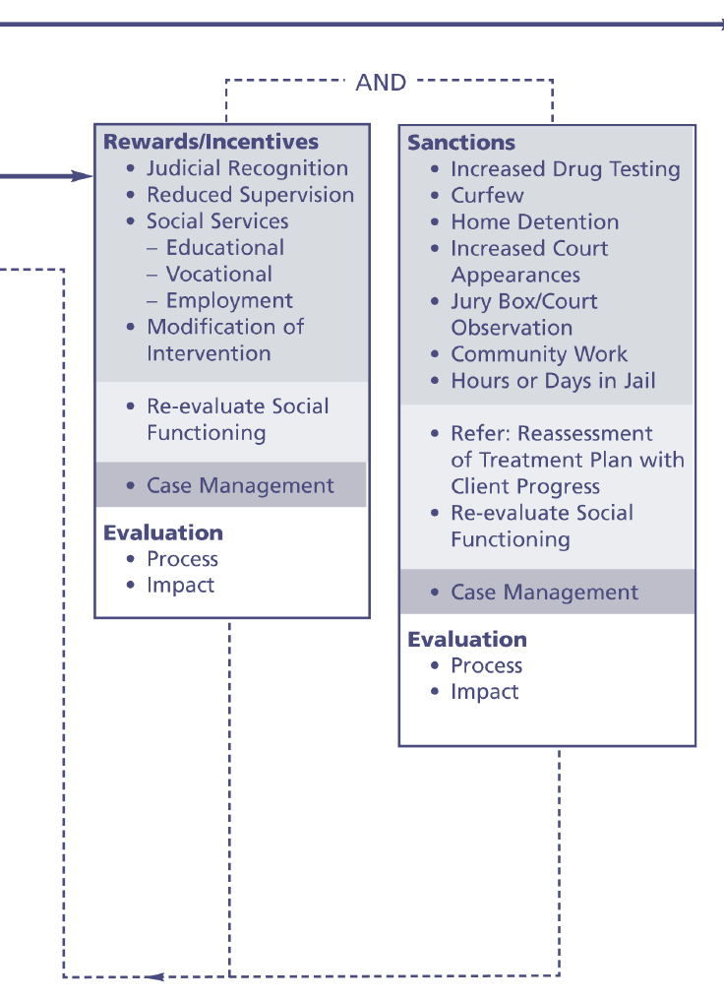 AND
Rewards/Incentives
• Judicial Recognition
• Reduced Supervision
• Social Services
– Educational
– Vocational
– Employment
• Modification of
Intervention
• Re-evaluate Social
Functioning
• Case Management
Evaluation
• Process
• Impact
Sanctions
• Increased Drug Testing
• Curfew
• Home Detention
• Increased Court
Appearances
• Jury Box/Court
Observation
• Community Work
• Hours or Days in Jail
• Refer: Reassessment
of Treatment Plan with
Client Progress
• Re-evaluate Social
Functioning
• Case Management
Evaluation
• Process
• Impact